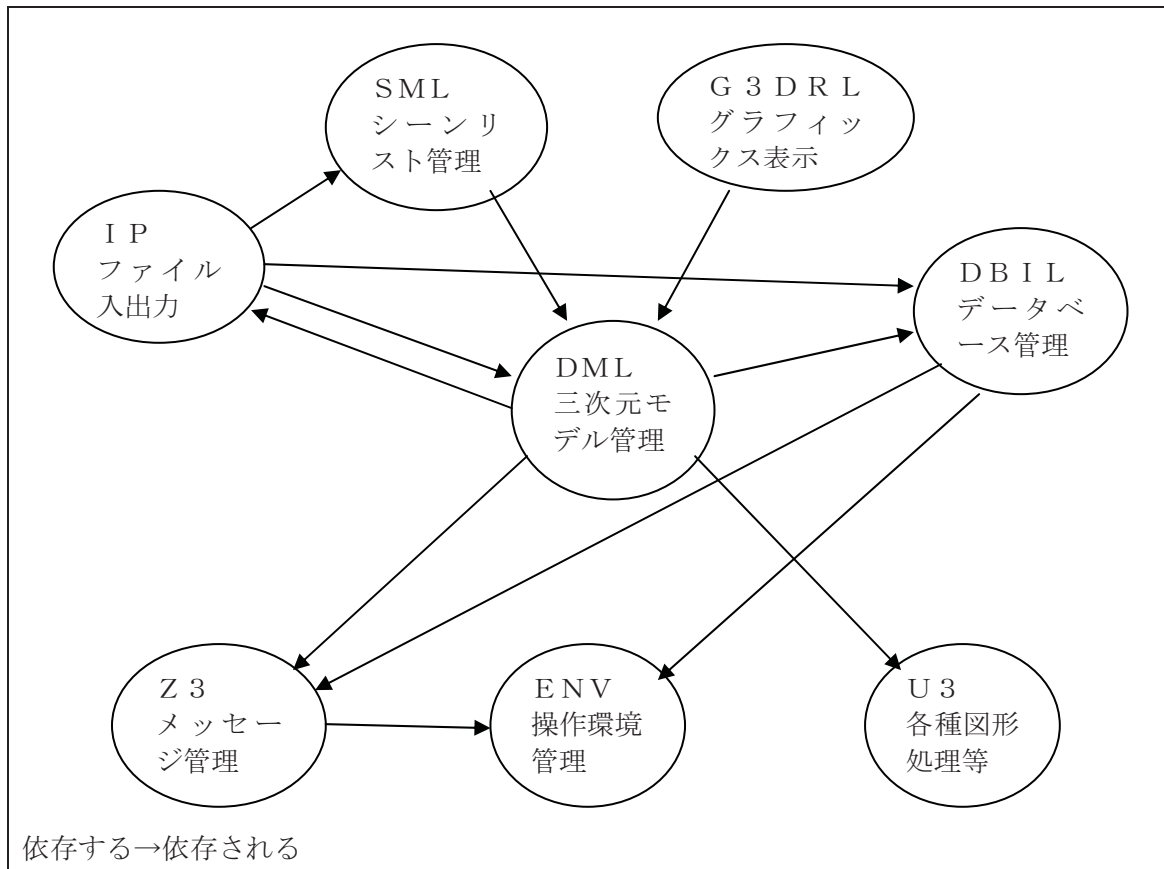 SML
シーンリ
スト管理
G3DRL
グラフィッ
クス表示
IP
ファイル
入出力
DBIL
データベ
ース管理
DML
三次元モ
デル管理
Z3
メッセー
ジ管理
ENV
操作環境
管理
U3
各種図形
処理等
依存する→依存される